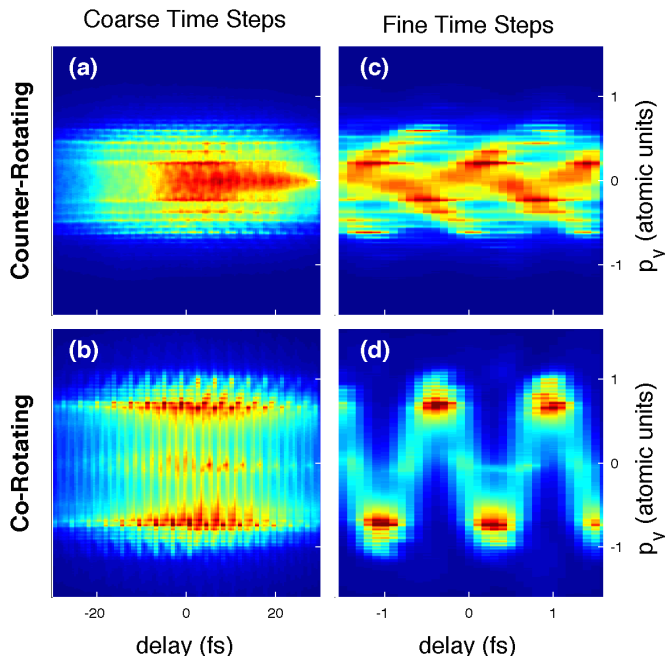 Coarse Time Steps
Fine Time Steps
Counter-Rotating
(a)
(c)
1
0
-1
p_y (atomic units)
Co-Rotating
(b)
(d)
1
0
-1
p_y (atomic units)
-20
0
20
-1
0
1
delay (fs)
delay (fs)